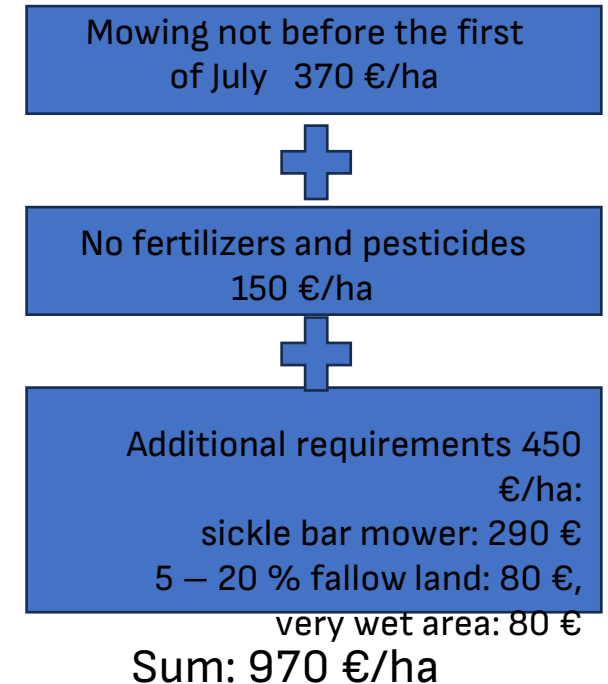 Mowing not before the first
of July 370 €/ha
No fertilizers and pesticides
150 €/ha
Additional requirements 450
€/ha:
sickle bar mower: 290 €
5 – 20 % fallow land: 80 €,
very wet area: 80 €
Sum: 970 €/ha